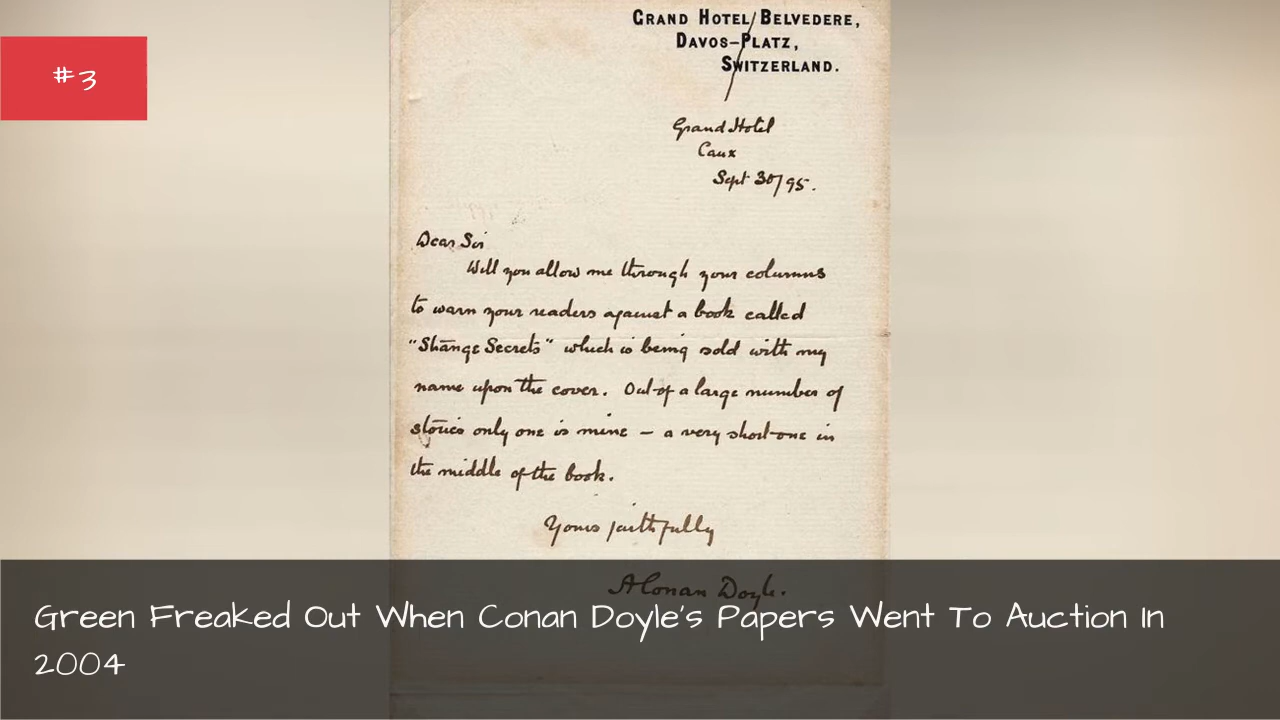 GRAND HOTEL BELVEDERE,
DAVOS–PLATZ,
SWITZERLAND.
#3
Grand Hotel
Caux
Sept 30/95.
Dear Sir
Will you allow me through your columns
to warn your readers against a book called
"Strange Secrets" which is being sold with my
name upon the cover. Out of a large number of
stories only one is mine – a very short one in
the middle of the book.
Yours faithfully
A Conan Doyle.
Green Freaked Out When Conan Doyle's Papers Went To Auction In
2004